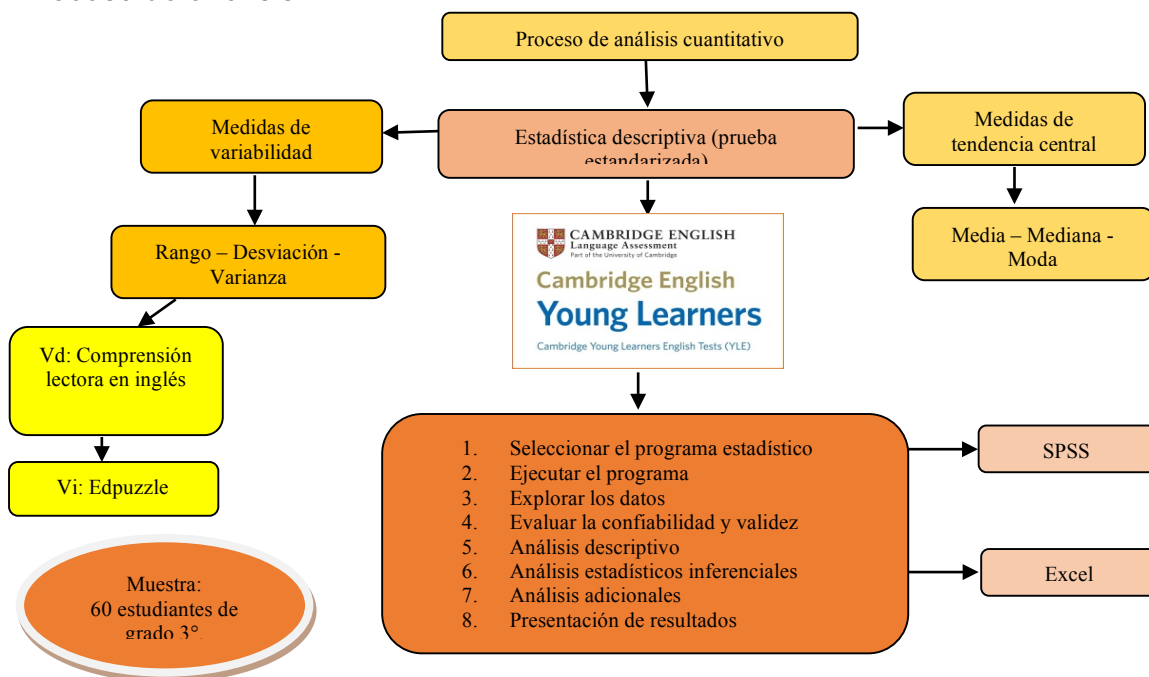 Proceso de análisis cuantitativo
Medidas de
variabilidad
Estadística descriptiva (prueba
estandarizada)
Medidas de
tendencia central
Rango – Desviación -
Varianza
CAMBRIDGE ENGLISH
Language Assessment
Part of the University of Cambridge
Cambridge English
Young Learners
Cambridge Young Learners English Tests (YLE)
Media – Mediana -
Moda
Vd: Comprensión
lectora en inglés
Vi: Edpuzzle
1. Seleccionar el programa estadístico
2. Ejecutar el programa
3. Explorar los datos
4. Evaluar la confiabilidad y validez
5. Análisis descriptivo
6. Análisis estadísticos inferenciales
7. Análisis adicionales
8. Presentación de resultados
SPSS
Excel
Muestra:
60 estudiantes de
grado 3°.